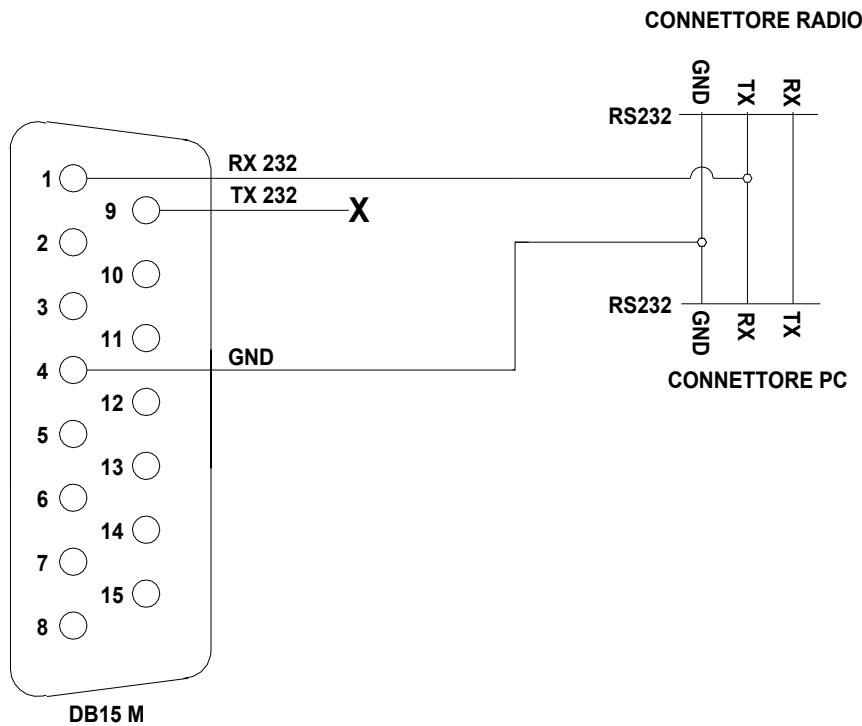 CONNETTORE RADIO
GND TX RX
RS232
1 RX 232
9 TX 232 X
2
10
3
RS232
11
GND RX TX
4 GND
CONNETTORE PC
12
5
13
6
14
7
15
8
DB15 M